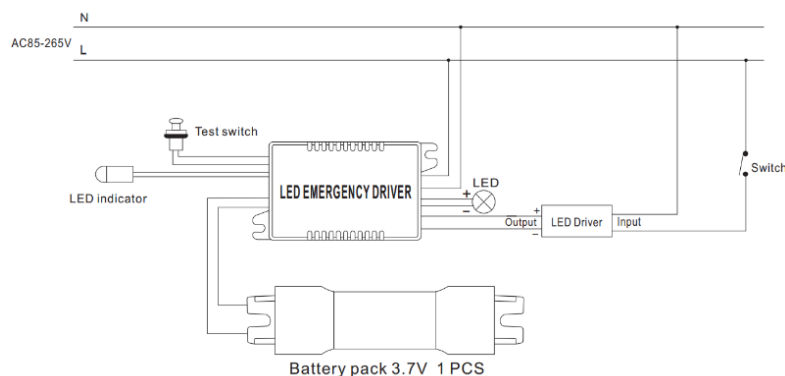 N
AC85-265V
L
Test switch
LED indicator
LED EMERGENCY DRIVER
LED
+
−
Switch
+
Output
−
LED Driver
Input
Battery pack 3.7V 1 PCS